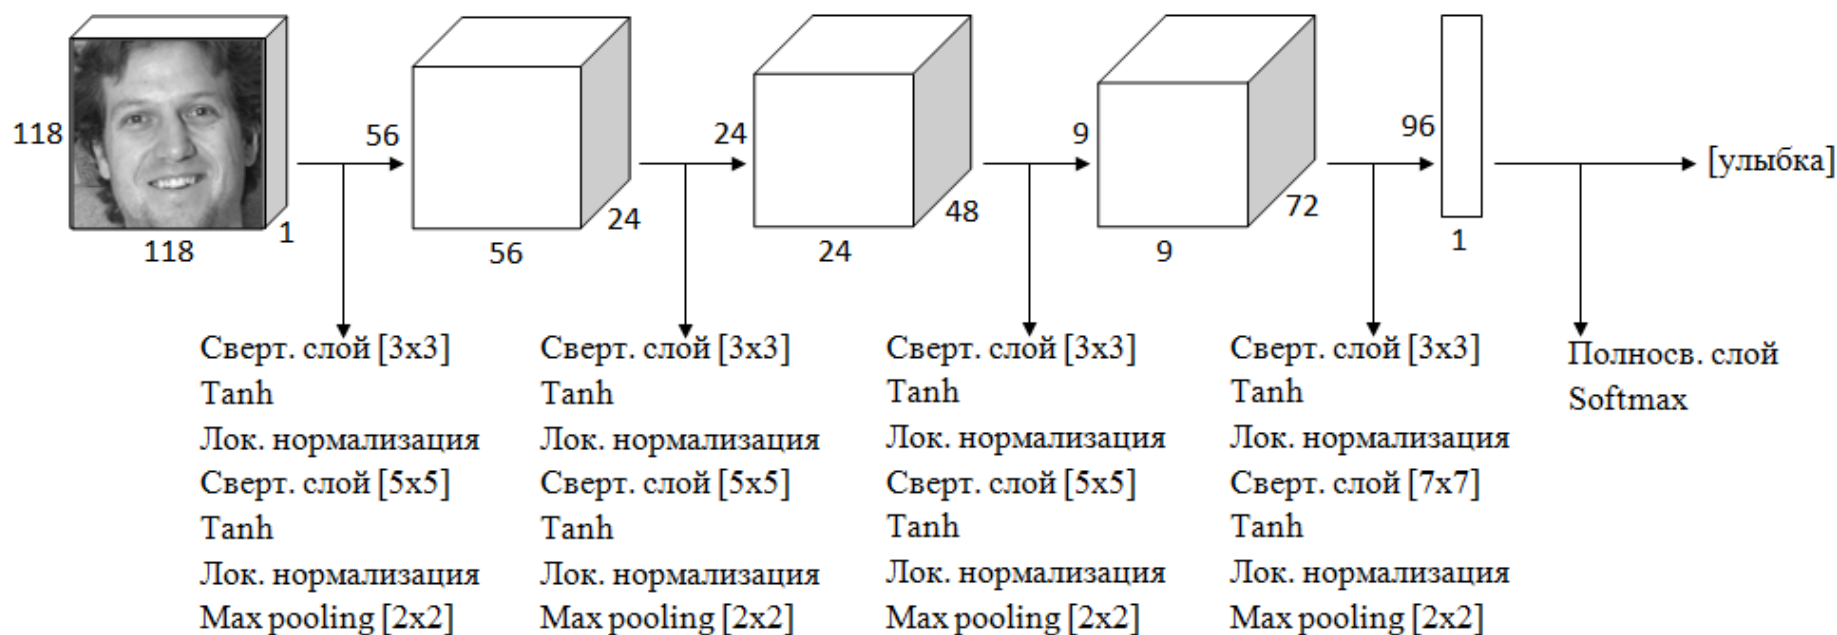 118
118
1
56
56
24
24
24
48
9
9
72
96
1
[улыбка]
Сверт. слой [3x3]
Tanh
Лок. нормализация
Сверт. слой [5x5]
Tanh
Лок. нормализация
Max pooling [2x2]
Сверт. слой [3x3]
Tanh
Лок. нормализация
Сверт. слой [5x5]
Tanh
Лок. нормализация
Max pooling [2x2]
Сверт. слой [3x3]
Tanh
Лок. нормализация
Сверт. слой [5x5]
Tanh
Лок. нормализация
Max pooling [2x2]
Сверт. слой [3x3]
Tanh
Лок. нормализация
Сверт. слой [7x7]
Tanh
Лок. нормализация
Max pooling [2x2]
Полносв. слой
Softmax